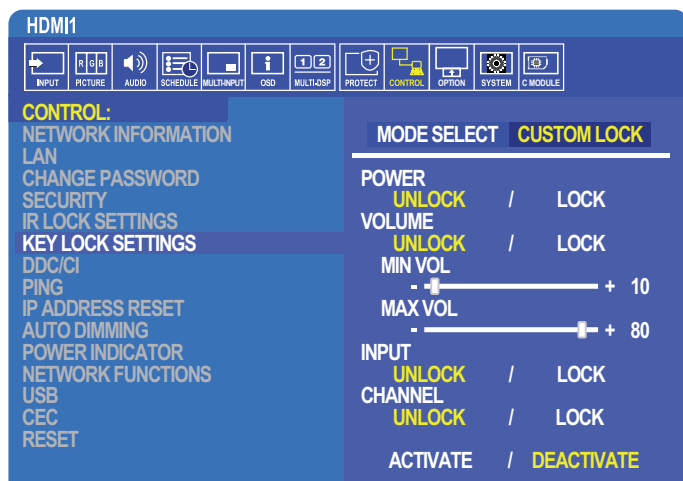 HDMI1
R G B
1 2
INPUT PICTURE AUDIO SCHEDULE MULTI-INPUT OSD MULTI-DSP PROTECT CONTROL OPTION SYSTEM C MODULE
CONTROL:
NETWORK INFORMATION
LAN
CHANGE PASSWORD
SECURITY
IR LOCK SETTINGS
KEY LOCK SETTINGS
DDC/CI
PING
IP ADDRESS RESET
AUTO DIMMING
POWER INDICATOR
NETWORK FUNCTIONS
USB
CEC
RESET
MODE SELECT CUSTOM LOCK
POWER
UNLOCK / LOCK
VOLUME
UNLOCK / LOCK
MIN VOL
- + 10
MAX VOL
- + 80
INPUT
UNLOCK / LOCK
CHANNEL
UNLOCK / LOCK
ACTIVATE / DEACTIVATE